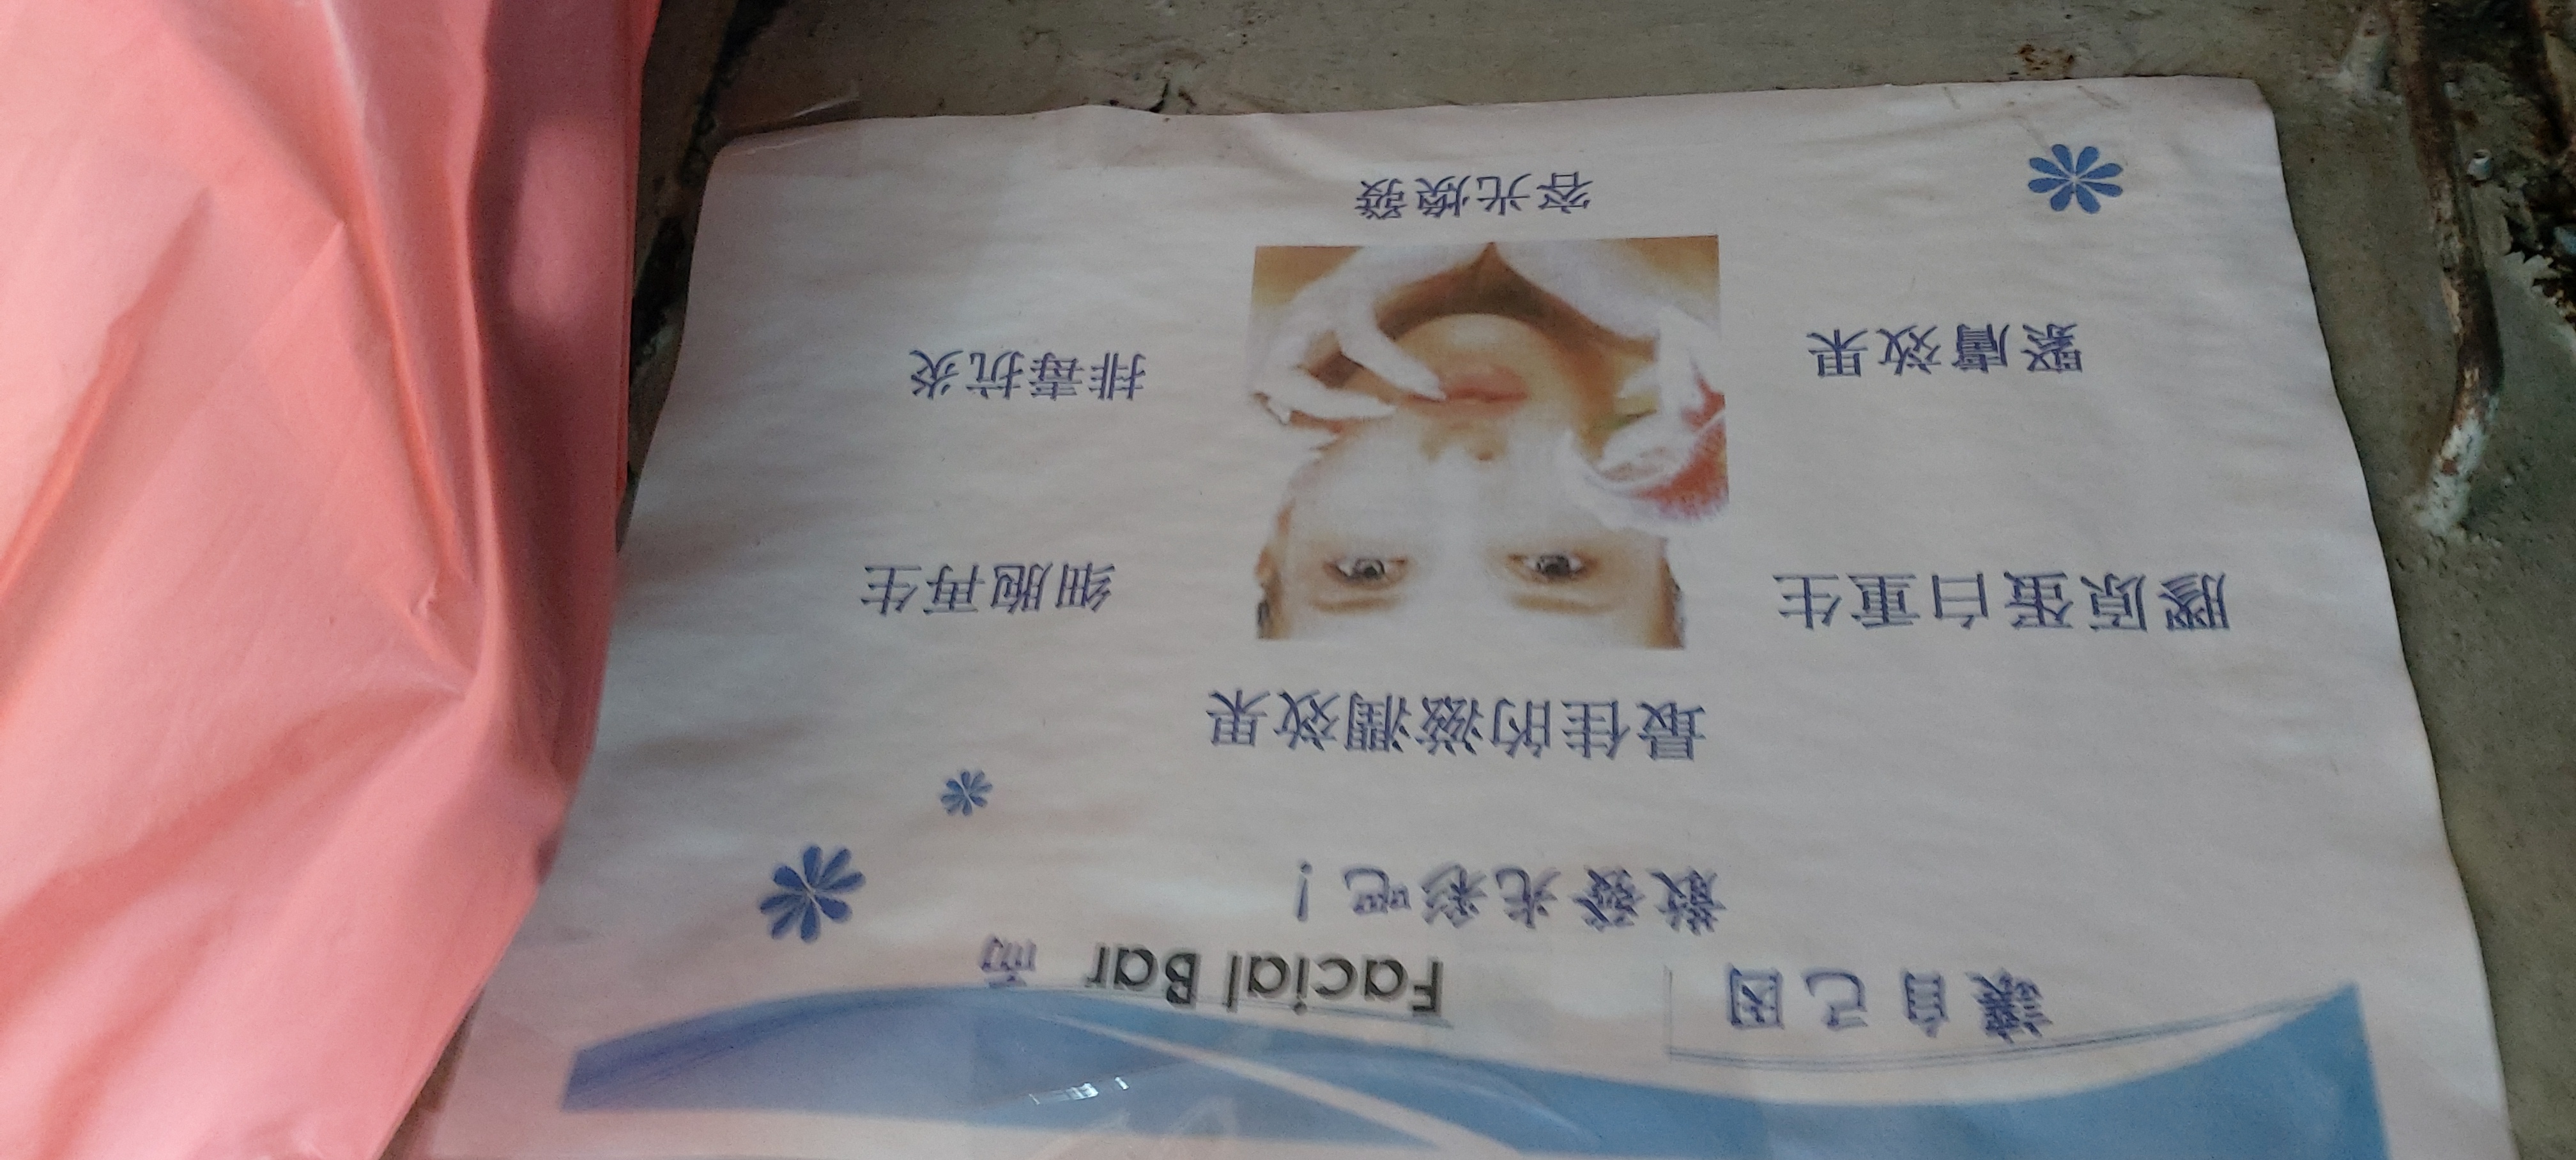 讓自己因 Facial Bar 而
散發光彩吧！
最佳的滋潤效果
膠原蛋白重生
细胞再生
緊膚效果
排毒抗炎
容光煥發